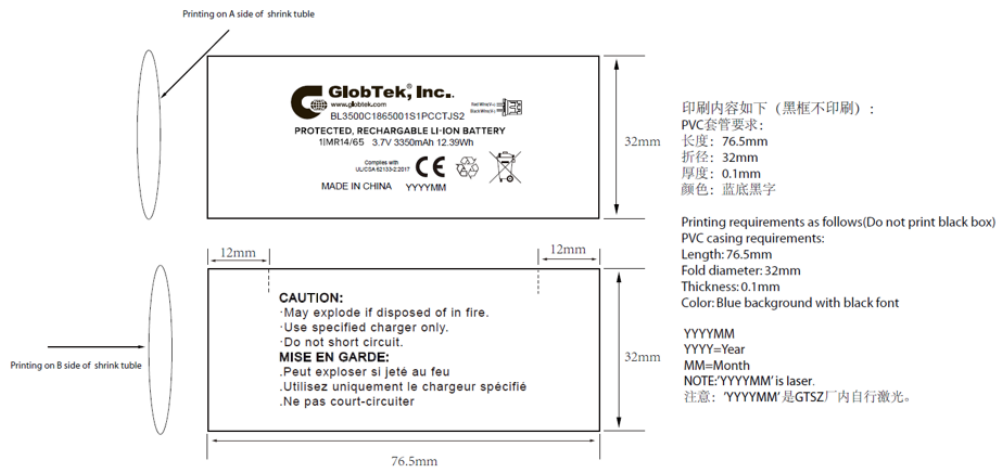 Printing on A side of shrink tuble
GlobTek, Inc.
www.globtek.com
BL3500C1865001S1PCCTJS2
PROTECTED, RECHARGABLE LI-ION BATTERY
1IMR14/65 3.7V 3350mAh 12.39Wh
Complies with
UL/CSA 62133-2:2017
CE
MADE IN CHINA YYYYMM
32mm
印刷内容如下（黑框不印刷）：
PVC套管要求：
长度：76.5mm
折径：32mm
厚度：0.1mm
颜色：蓝底黑字
Printing requirements as follows(Do not print black box)
PVC casing requirements:
Length: 76.5mm
Fold diameter: 32mm
Thickness: 0.1mm
Color: Blue background with black font
YYYYMM
YYYY=Year
MM=Month
NOTE:'YYYYMM' is laser.
注意：'YYYYMM'是GTSZ厂内自行激光。
12mm
12mm
Printing on B side of shrink tuble
CAUTION:
·May explode if disposed of in fire.
·Use specified charger only.
·Do not short circuit.
MISE EN GARDE:
.Peut exploser si jeté au feu
.Utilisez uniquement le chargeur spécifié
.Ne pas court-circuiter
32mm
76.5mm